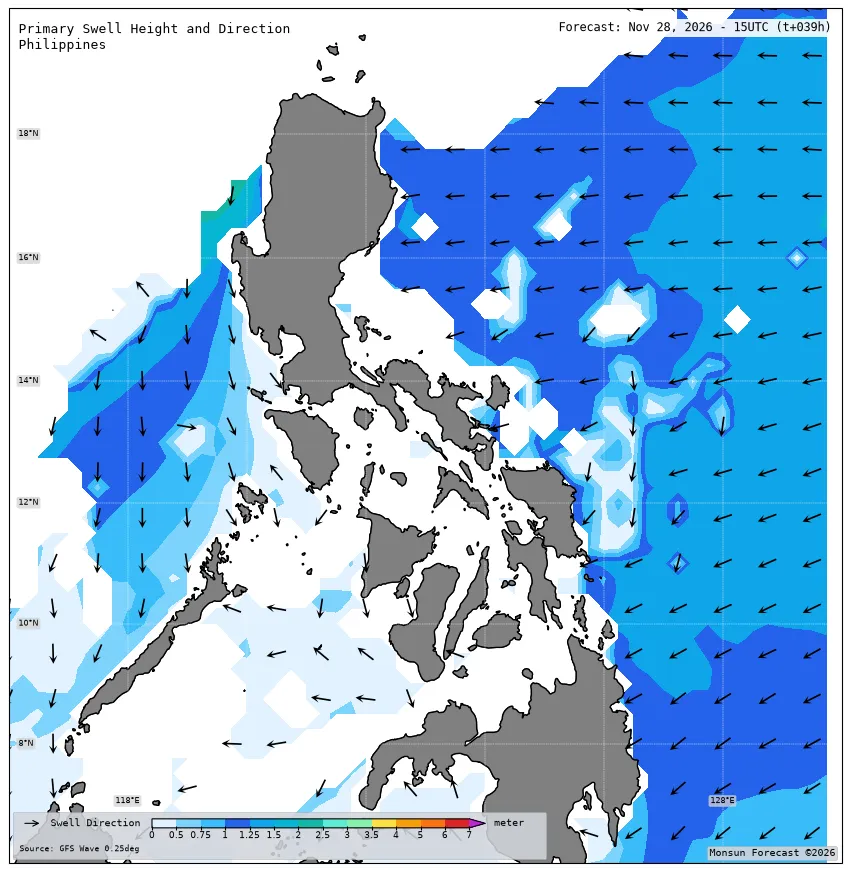 Primary Swell Height and Direction
Philippines
Forecast: Nov 28, 2026 - 15UTC (t+039h)
18°N
16°N
14°N
12°N
10°N
8°N
118°E
128°E
Swell Direction
meter
0 0.5 0.75 1 1.25 1.5 2 2.5 3 3.5 4 5 6 7
Source: GFS Wave 0.25deg
Monsun Forecast ©2026